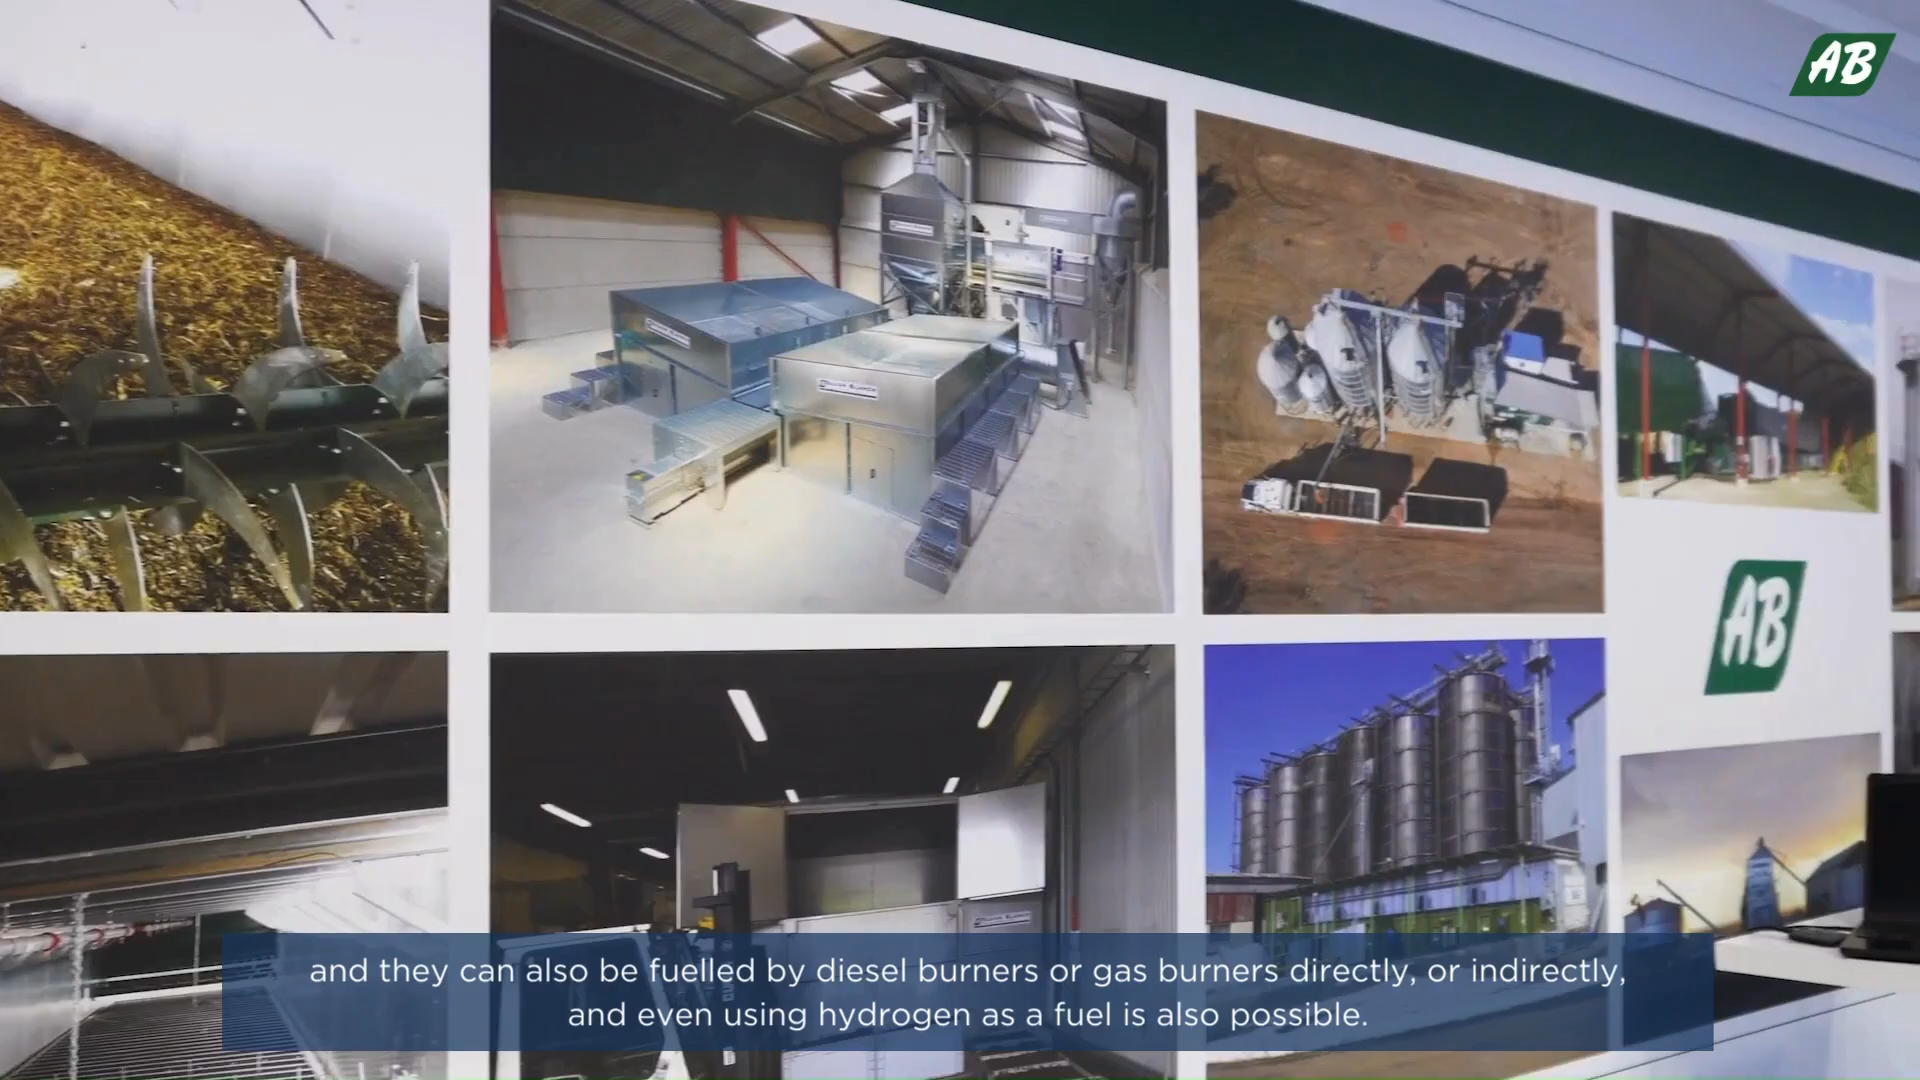 AB
AB
and they can also be fuelled by diesel burners or gas burners directly, or indirectly,
and even using hydrogen as a fuel is also possible.